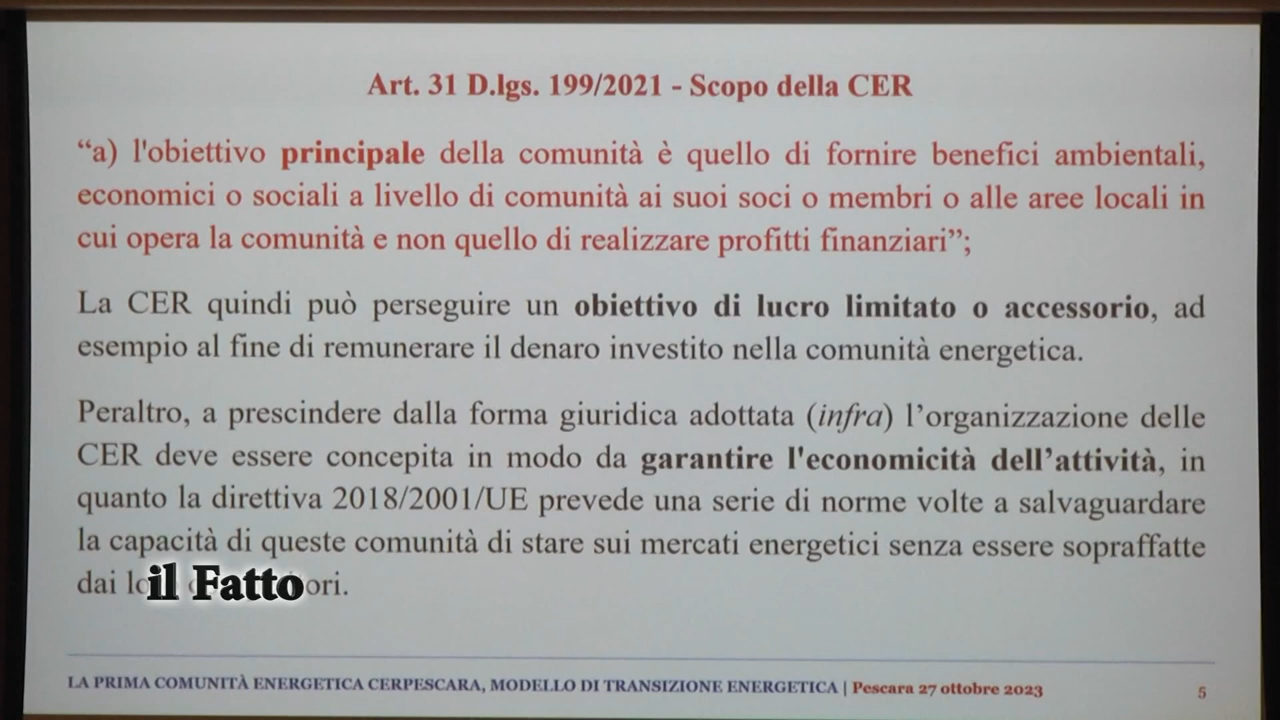 Art. 31 D.lgs. 199/2021 - Scopo della CER
“a) l'obiettivo principale della comunità è quello di fornire benefici ambientali,
economici o sociali a livello di comunità ai suoi soci o membri o alle aree locali in
cui opera la comunità e non quello di realizzare profitti finanziari”;
La CER quindi può perseguire un obiettivo di lucro limitato o accessorio, ad
esempio al fine di remunerare il denaro investito nella comunità energetica.
Peraltro, a prescindere dalla forma giuridica adottata (infra) l’organizzazione delle
CER deve essere concepita in modo da garantire l'economicità dell’attività, in
quanto la direttiva 2018/2001/UE prevede una serie di norme volte a salvaguardare
la capacità di queste comunità di stare sui mercati energetici senza essere sopraffatte
dai
il Fatto
LA PRIMA COMUNITÀ ENERGETICA CERPESCARA, MODELLO DI TRANSIZIONE ENERGETICA | Pescara 27 ottobre 2023
5